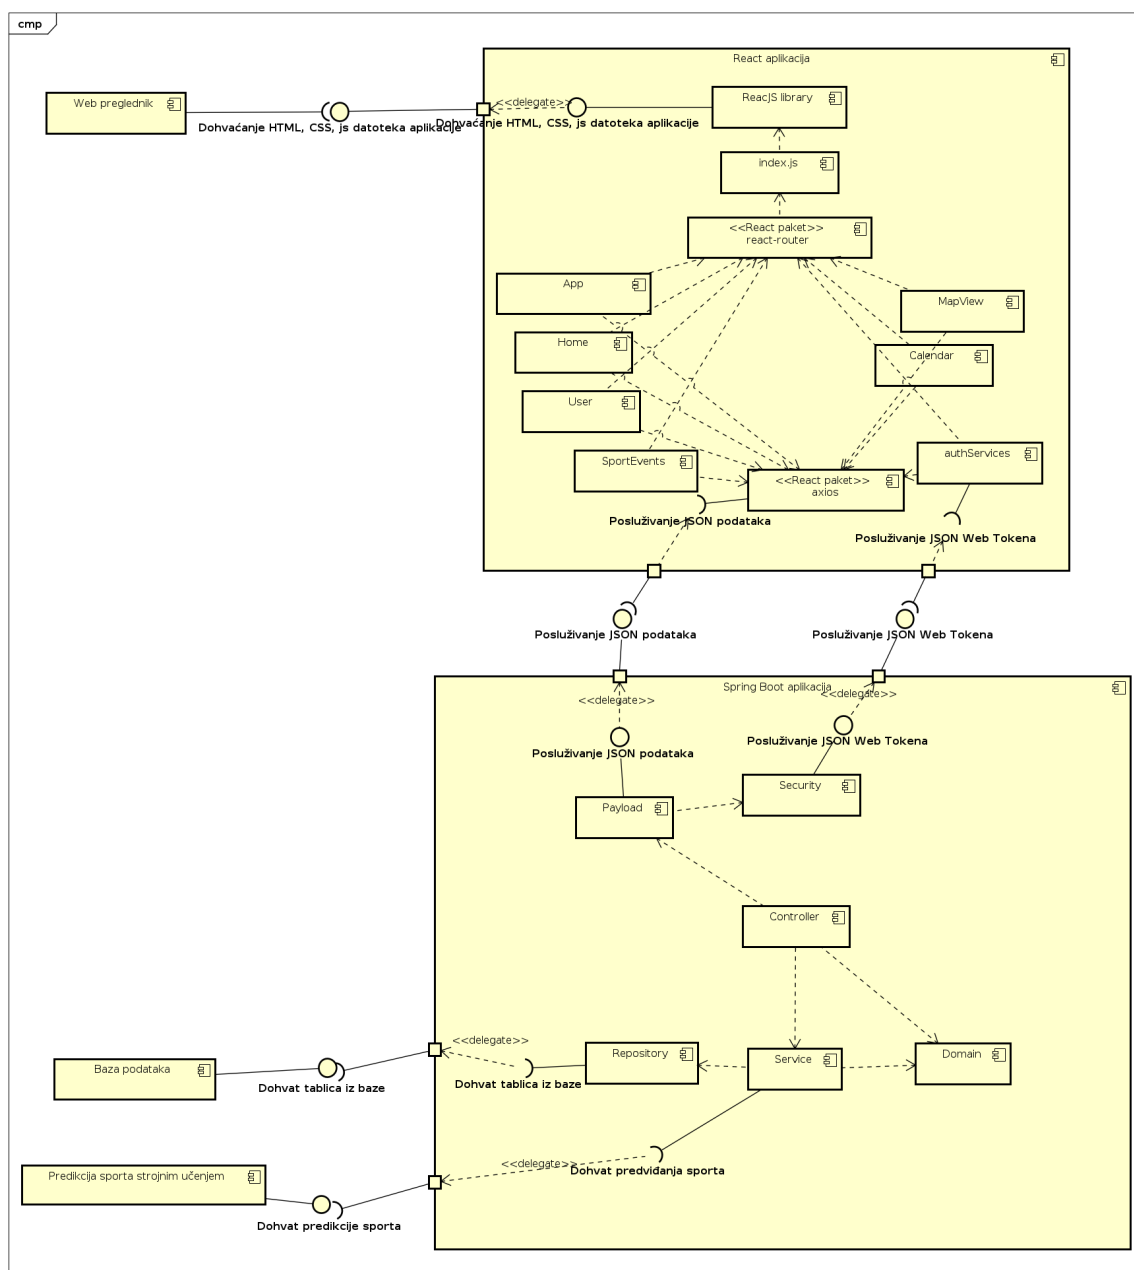 cmp
React aplikacija
Web preglednik
<<delegate>>
ReacJS library
Dohvaćanje HTML, CSS, js datoteka aplikacije
Dohvaćanje HTML, CSS, js datoteka aplikacije
index.js
<<React paket>>
react-router
App
MapView
Home
Calendar
User
SportEvents
authServices
<<React paket>>
axios
Posluživanje JSON podataka
Posluživanje JSON Web Tokena
Posluživanje JSON podataka
Posluživanje JSON Web Tokena
Spring Boot aplikacija
<<delegate>>
<<delegate>>
Posluživanje JSON podataka
Posluživanje JSON Web Tokena
Security
Payload
Controller
<<delegate>>
Baza podataka
Repository
Service
Domain
Dohvat tablica iz baze
Dohvat tablica iz baze
Predikcija sporta strojnim učenjem
<<delegate>>
Dohvat predviđanja sporta
Dohvat predikcije sporta